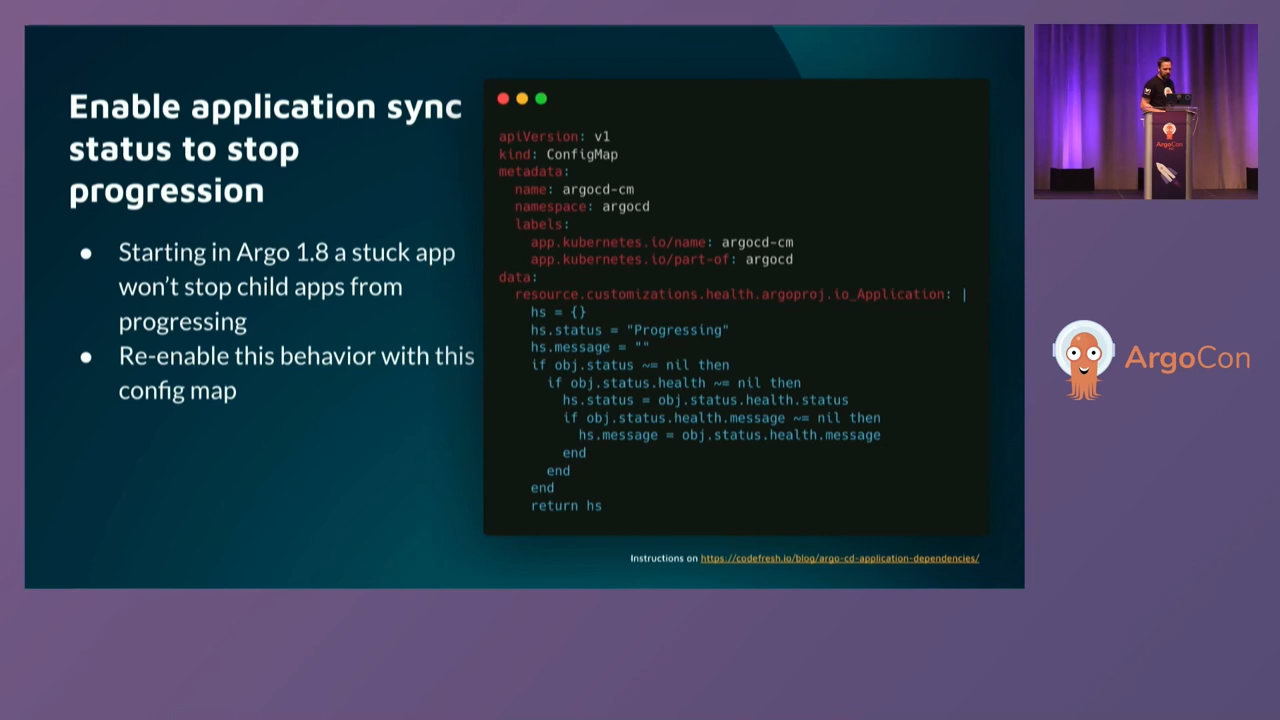 Enable application sync
status to stop
progression
● Starting in Argo 1.8 a stuck app
won’t stop child apps from
progressing
● Re-enable this behavior with this
config map
apiVersion: v1
kind: ConfigMap
metadata:
  name: argocd-cm
  namespace: argocd
  labels:
    app.kubernetes.io/name: argocd-cm
    app.kubernetes.io/part-of: argocd
data:
  resource.customizations.health.argoproj.io_Application: |
    hs = {}
    hs.status = "Progressing"
    hs.message = ""
    if obj.status ~= nil then
      if obj.status.health ~= nil then
        hs.status = obj.status.health.status
        if obj.status.health.message ~= nil then
          hs.message = obj.status.health.message
        end
      end
    end
    return hs
Instructions on https://codefresh.io/blog/argo-cd-application-dependencies/
ArgoCon
ArgoCon